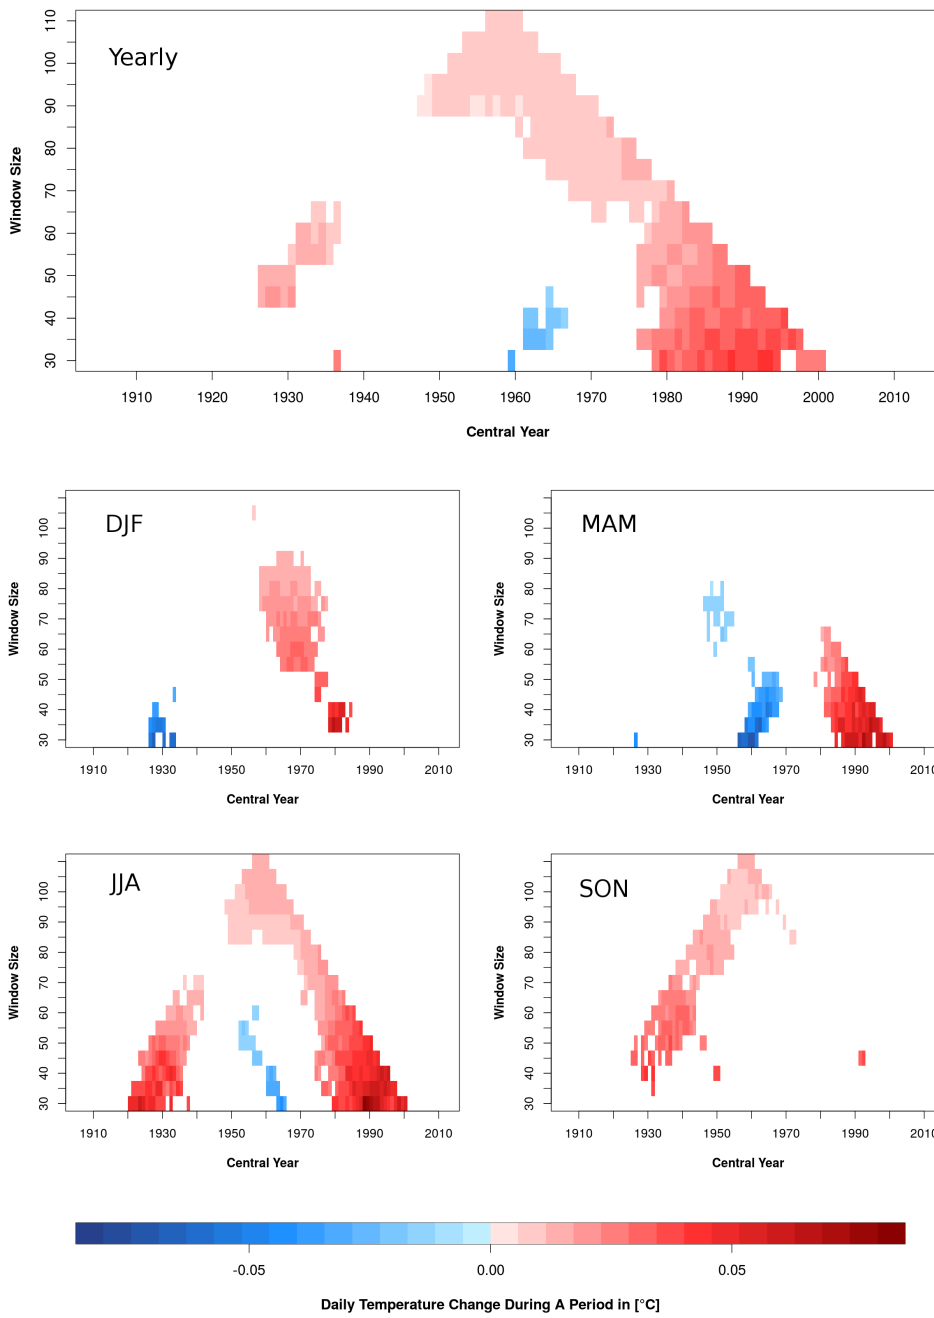 Yearly
Window Size
110
100
90
80
70
60
50
40
30
1910 1920 1930 1940 1950 1960 1970 1980 1990 2000 2010
Central Year
DJF
Window Size
100
90
80
70
60
50
40
30
1910 1930 1950 1970 1990 2010
Central Year
MAM
Window Size
100
90
80
70
60
50
40
30
1910 1930 1950 1970 1990 2010
Central Year
JJA
Window Size
100
90
80
70
60
50
40
30
1910 1930 1950 1970 1990 2010
Central Year
SON
Window Size
100
90
80
70
60
50
40
30
1910 1930 1950 1970 1990 2010
Central Year
-0.05 0.00 0.05
Daily Temperature Change During A Period in [°C]